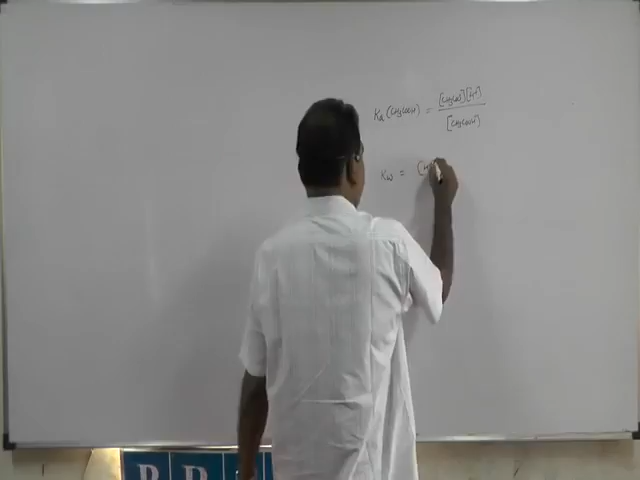 Ka (CH3COOH) = [CH3COO⁻][H⁺] / [CH3COOH]
Kw = [H